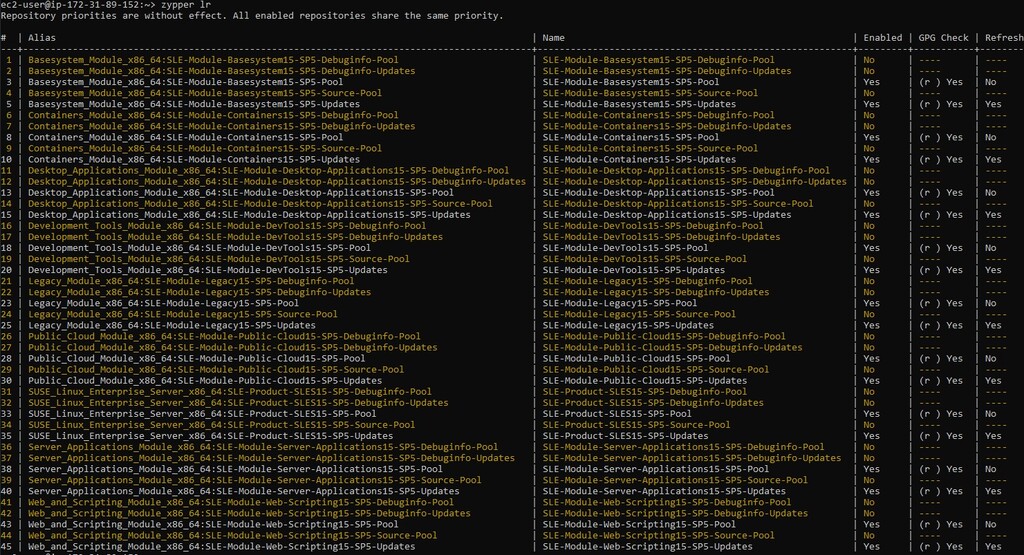 ec2-user@ip-172-31-89-152:~> zypper lr
Repository priorities are without effect. All enabled repositories share the same priority.
# | Alias | Name | Enabled | GPG Check | Refresh
---+---+---+---+---+---
1 | Basesystem_Module_x86_64:SLE-Module-Basesystem15-SP5-Debuginfo-Pool | SLE-Module-Basesystem15-SP5-Debuginfo-Pool | No | ---- | ----
2 | Basesystem_Module_x86_64:SLE-Module-Basesystem15-SP5-Debuginfo-Updates | SLE-Module-Basesystem15-SP5-Debuginfo-Updates | No | ---- | ----
3 | Basesystem_Module_x86_64:SLE-Module-Basesystem15-SP5-Pool | SLE-Module-Basesystem15-SP5-Pool | Yes | (r ) Yes | No
4 | Basesystem_Module_x86_64:SLE-Module-Basesystem15-SP5-Source-Pool | SLE-Module-Basesystem15-SP5-Source-Pool | No | ---- | ----
5 | Basesystem_Module_x86_64:SLE-Module-Basesystem15-SP5-Updates | SLE-Module-Basesystem15-SP5-Updates | Yes | (r ) Yes | Yes
6 | Containers_Module_x86_64:SLE-Module-Containers15-SP5-Debuginfo-Pool | SLE-Module-Containers15-SP5-Debuginfo-Pool | No | ---- | ----
7 | Containers_Module_x86_64:SLE-Module-Containers15-SP5-Debuginfo-Updates | SLE-Module-Containers15-SP5-Debuginfo-Updates | No | ---- | ----
8 | Containers_Module_x86_64:SLE-Module-Containers15-SP5-Pool | SLE-Module-Containers15-SP5-Pool | Yes | (r ) Yes | No
9 | Containers_Module_x86_64:SLE-Module-Containers15-SP5-Source-Pool | SLE-Module-Containers15-SP5-Source-Pool | No | ---- | ----
10 | Containers_Module_x86_64:SLE-Module-Containers15-SP5-Updates | SLE-Module-Containers15-SP5-Updates | Yes | (r ) Yes | Yes
11 | Desktop_Applications_Module_x86_64:SLE-Module-Desktop-Applications15-SP5-Debuginfo-Pool | SLE-Module-Desktop-Applications15-SP5-Debuginfo-Pool | No | ---- | ----
12 | Desktop_Applications_Module_x86_64:SLE-Module-Desktop-Applications15-SP5-Debuginfo-Updates | SLE-Module-Desktop-Applications15-SP5-Debuginfo-Updates | No | ---- | ----
13 | Desktop_Applications_Module_x86_64:SLE-Module-Desktop-Applications15-SP5-Pool | SLE-Module-Desktop-Applications15-SP5-Pool | Yes | (r ) Yes | No
14 | Desktop_Applications_Module_x86_64:SLE-Module-Desktop-Applications15-SP5-Source-Pool | SLE-Module-Desktop-Applications15-SP5-Source-Pool | No | ---- | ----
15 | Desktop_Applications_Module_x86_64:SLE-Module-Desktop-Applications15-SP5-Updates | SLE-Module-Desktop-Applications15-SP5-Updates | Yes | (r ) Yes | Yes
16 | Development_Tools_Module_x86_64:SLE-Module-DevTools15-SP5-Debuginfo-Pool | SLE-Module-DevTools15-SP5-Debuginfo-Pool | No | ---- | ----
17 | Development_Tools_Module_x86_64:SLE-Module-DevTools15-SP5-Debuginfo-Updates | SLE-Module-DevTools15-SP5-Debuginfo-Updates | No | ---- | ----
18 | Development_Tools_Module_x86_64:SLE-Module-DevTools15-SP5-Pool | SLE-Module-DevTools15-SP5-Pool | Yes | (r ) Yes | No
19 | Development_Tools_Module_x86_64:SLE-Module-DevTools15-SP5-Source-Pool | SLE-Module-DevTools15-SP5-Source-Pool | No | ---- | ----
20 | Development_Tools_Module_x86_64:SLE-Module-DevTools15-SP5-Updates | SLE-Module-DevTools15-SP5-Updates | Yes | (r ) Yes | Yes
21 | Legacy_Module_x86_64:SLE-Module-Legacy15-SP5-Debuginfo-Pool | SLE-Module-Legacy15-SP5-Debuginfo-Pool | No | ---- | ----
22 | Legacy_Module_x86_64:SLE-Module-Legacy15-SP5-Debuginfo-Updates | SLE-Module-Legacy15-SP5-Debuginfo-Updates | No | ---- | ----
23 | Legacy_Module_x86_64:SLE-Module-Legacy15-SP5-Pool | SLE-Module-Legacy15-SP5-Pool | Yes | (r ) Yes | No
24 | Legacy_Module_x86_64:SLE-Module-Legacy15-SP5-Source-Pool | SLE-Module-Legacy15-SP5-Source-Pool | No | ---- | ----
25 | Legacy_Module_x86_64:SLE-Module-Legacy15-SP5-Updates | SLE-Module-Legacy15-SP5-Updates | Yes | (r ) Yes | Yes
26 | Public_Cloud_Module_x86_64:SLE-Module-Public-Cloud15-SP5-Debuginfo-Pool | SLE-Module-Public-Cloud15-SP5-Debuginfo-Pool | No | ---- | ----
27 | Public_Cloud_Module_x86_64:SLE-Module-Public-Cloud15-SP5-Debuginfo-Updates | SLE-Module-Public-Cloud15-SP5-Debuginfo-Updates | No | ---- | ----
28 | Public_Cloud_Module_x86_64:SLE-Module-Public-Cloud15-SP5-Pool | SLE-Module-Public-Cloud15-SP5-Pool | Yes | (r ) Yes | No
29 | Public_Cloud_Module_x86_64:SLE-Module-Public-Cloud15-SP5-Source-Pool | SLE-Module-Public-Cloud15-SP5-Source-Pool | No | ---- | ----
30 | Public_Cloud_Module_x86_64:SLE-Module-Public-Cloud15-SP5-Updates | SLE-Module-Public-Cloud15-SP5-Updates | Yes | (r ) Yes | Yes
31 | SUSE_Linux_Enterprise_Server_x86_64:SLE-Product-SLES15-SP5-Debuginfo-Pool | SLE-Product-SLES15-SP5-Debuginfo-Pool | No | ---- | ----
32 | SUSE_Linux_Enterprise_Server_x86_64:SLE-Product-SLES15-SP5-Debuginfo-Updates | SLE-Product-SLES15-SP5-Debuginfo-Updates | No | ---- | ----
33 | SUSE_Linux_Enterprise_Server_x86_64:SLE-Product-SLES15-SP5-Pool | SLE-Product-SLES15-SP5-Pool | Yes | (r ) Yes | No
34 | SUSE_Linux_Enterprise_Server_x86_64:SLE-Product-SLES15-SP5-Source-Pool | SLE-Product-SLES15-SP5-Source-Pool | No | ---- | ----
35 | SUSE_Linux_Enterprise_Server_x86_64:SLE-Product-SLES15-SP5-Updates | SLE-Product-SLES15-SP5-Updates | Yes | (r ) Yes | Yes
36 | Server_Applications_Module_x86_64:SLE-Module-Server-Applications15-SP5-Debuginfo-Pool | SLE-Module-Server-Applications15-SP5-Debuginfo-Pool | No | ---- | ----
37 | Server_Applications_Module_x86_64:SLE-Module-Server-Applications15-SP5-Debuginfo-Updates | SLE-Module-Server-Applications15-SP5-Debuginfo-Updates | No | ---- | ----
38 | Server_Applications_Module_x86_64:SLE-Module-Server-Applications15-SP5-Pool | SLE-Module-Server-Applications15-SP5-Pool | Yes | (r ) Yes | No
39 | Server_Applications_Module_x86_64:SLE-Module-Server-Applications15-SP5-Source-Pool | SLE-Module-Server-Applications15-SP5-Source-Pool | No | ---- | ----
40 | Server_Applications_Module_x86_64:SLE-Module-Server-Applications15-SP5-Updates | SLE-Module-Server-Applications15-SP5-Updates | Yes | (r ) Yes | Yes
41 | Web_and_Scripting_Module_x86_64:SLE-Module-Web-Scripting15-SP5-Debuginfo-Pool | SLE-Module-Web-Scripting15-SP5-Debuginfo-Pool | No | ---- | ----
42 | Web_and_Scripting_Module_x86_64:SLE-Module-Web-Scripting15-SP5-Debuginfo-Updates | SLE-Module-Web-Scripting15-SP5-Debuginfo-Updates | No | ---- | ----
43 | Web_and_Scripting_Module_x86_64:SLE-Module-Web-Scripting15-SP5-Pool | SLE-Module-Web-Scripting15-SP5-Pool | Yes | (r ) Yes | No
44 | Web_and_Scripting_Module_x86_64:SLE-Module-Web-Scripting15-SP5-Source-Pool | SLE-Module-Web-Scripting15-SP5-Source-Pool | No | ---- | ----
45 | Web_and_Scripting_Module_x86_64:SLE-Module-Web-Scripting15-SP5-Updates | SLE-Module-Web-Scripting15-SP5-Updates | Yes | (r ) Yes | Yes